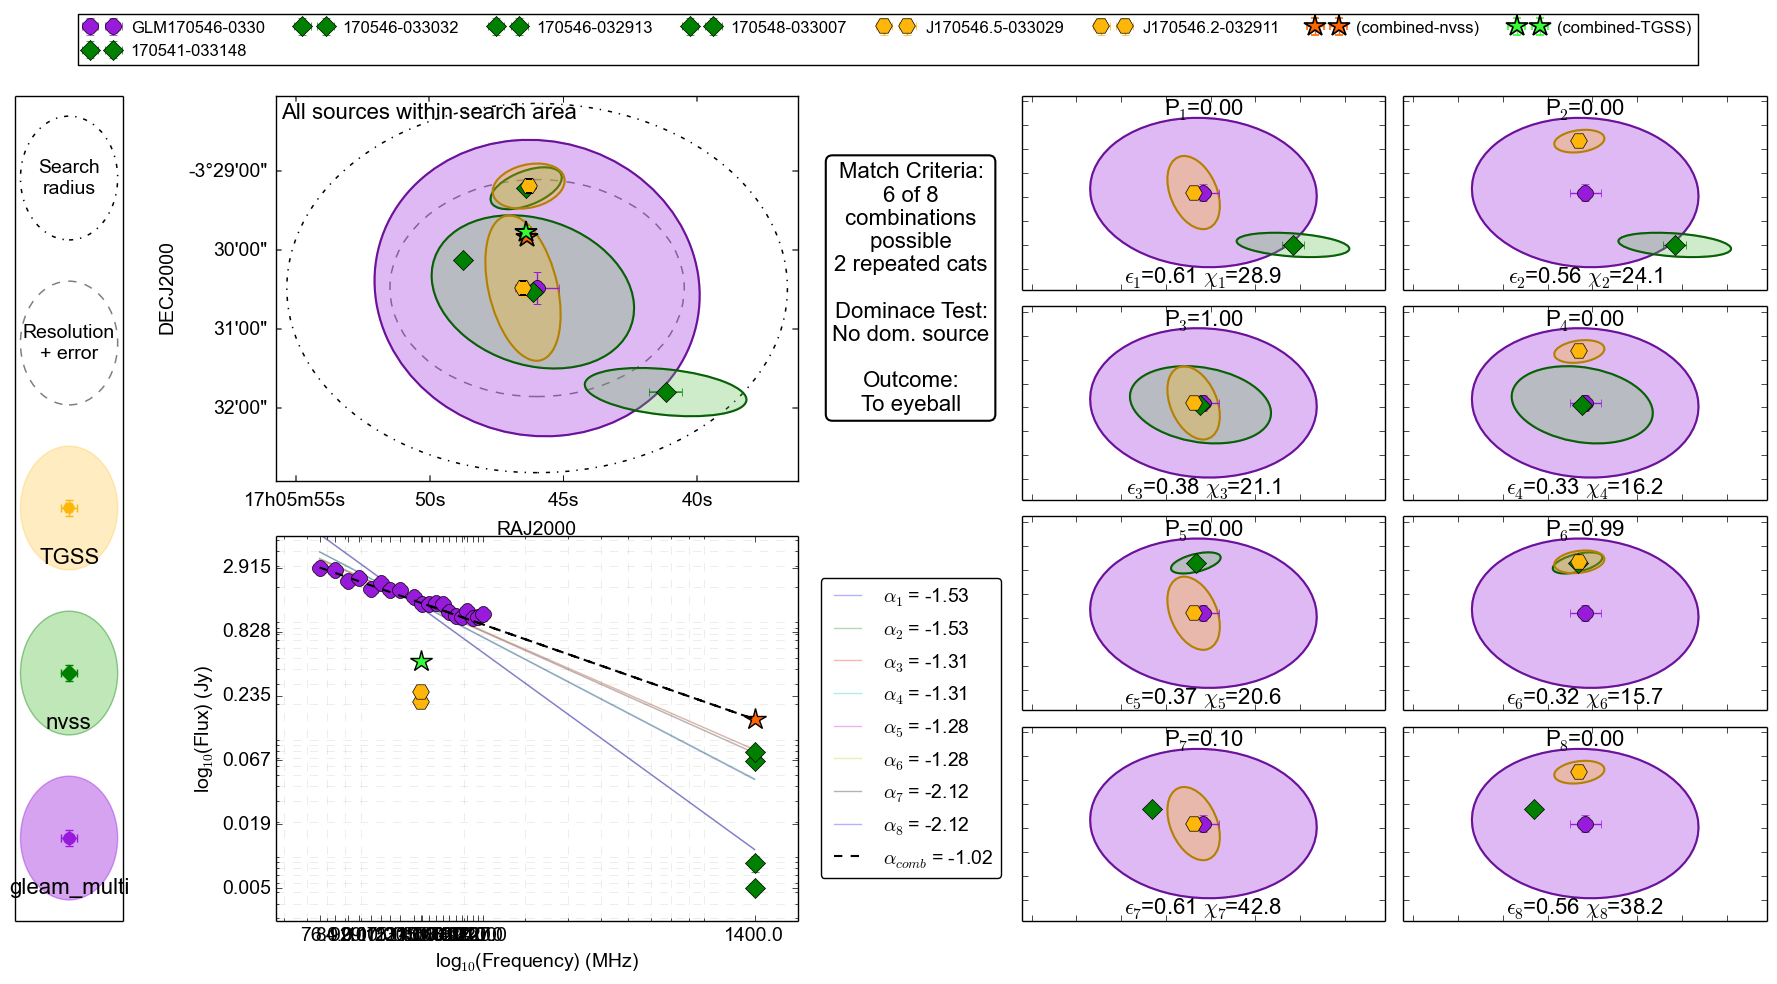 GLM170546-0330 170546-033032 170546-032913 170548-033007 J170546.5-033029 J170546.2-032911 (combined-nvss) (combined-TGSS)
170541-033148
Search
radius
Resolution
+ error
TGSS
nvss
gleam_multi
All sources within search area
-3°29'00"
30'00"
31'00"
32'00"
DECJ2000
17h05m55s 50s 45s 40s
RAJ2000
2.915
0.828
0.235
0.067
0.019
0.005
log10(Flux) (Jy)
1400.0
log10(Frequency) (MHz)
Match Criteria:
6 of 8
combinations
possible
2 repeated cats
Dominace Test:
No dom. source
Outcome:
To eyeball
α1 = -1.53
α2 = -1.53
α3 = -1.31
α4 = -1.31
α5 = -1.28
α6 = -1.28
α7 = -2.12
α8 = -2.12
αcomb = -1.02
P1=0.00
ϵ1=0.61 χ1=28.9
P2=0.00
ϵ2=0.56 χ2=24.1
P3=1.00
ϵ3=0.38 χ3=21.1
P4=0.00
ϵ4=0.33 χ4=16.2
P5=0.00
ϵ5=0.37 χ5=20.6
P6=0.99
ϵ6=0.32 χ6=15.7
P7=0.10
ϵ7=0.61 χ7=42.8
P8=0.00
ϵ8=0.56 χ8=38.2